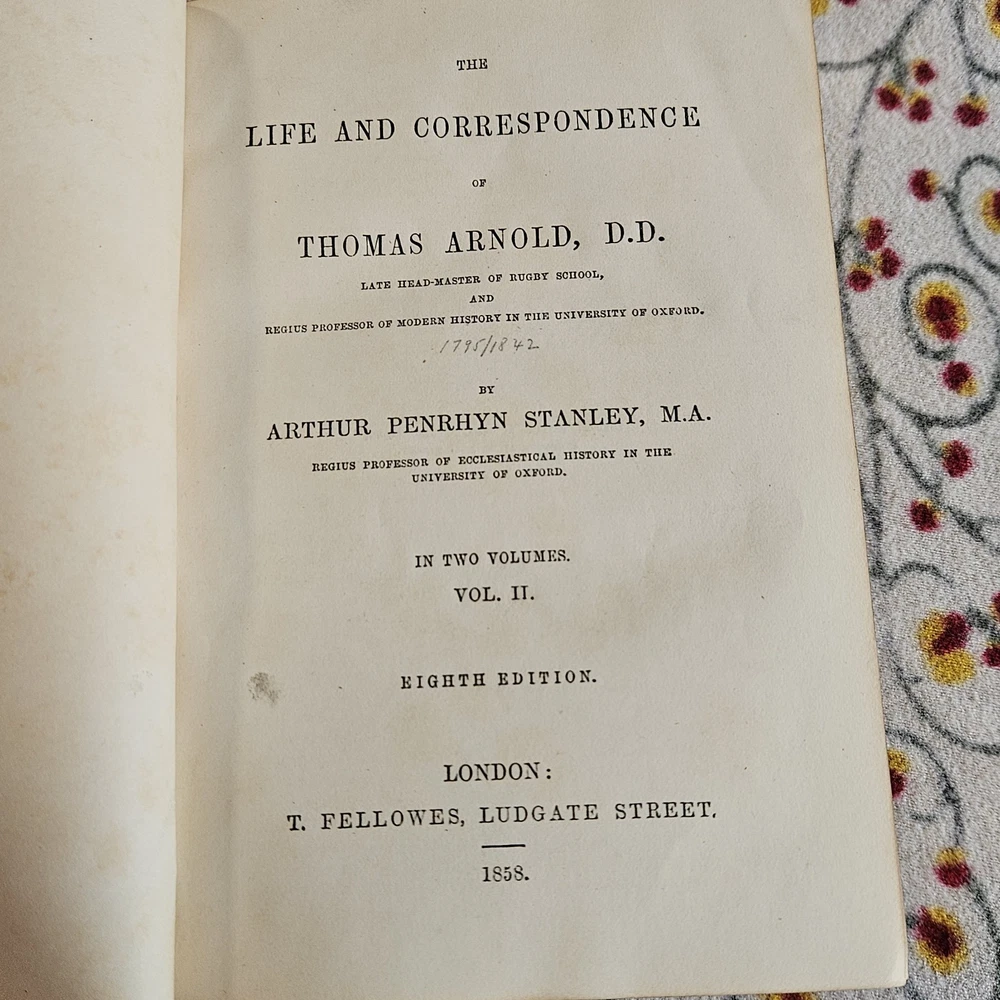 THE
LIFE AND CORRESPONDENCE
OF
THOMAS ARNOLD, D.D.
LATE HEAD-MASTER OF RUGBY SCHOOL,
AND
REGIUS PROFESSOR OF MODERN HISTORY IN THE UNIVERSITY OF OXFORD.
1795/1842
BY
ARTHUR PENRHYN STANLEY, M.A.
REGIUS PROFESSOR OF ECCLESIASTICAL HISTORY IN THE
UNIVERSITY OF OXFORD.
IN TWO VOLUMES.
VOL. II.
EIGHTH EDITION.
LONDON:
T. FELLOWES, LUDGATE STREET.
1858.